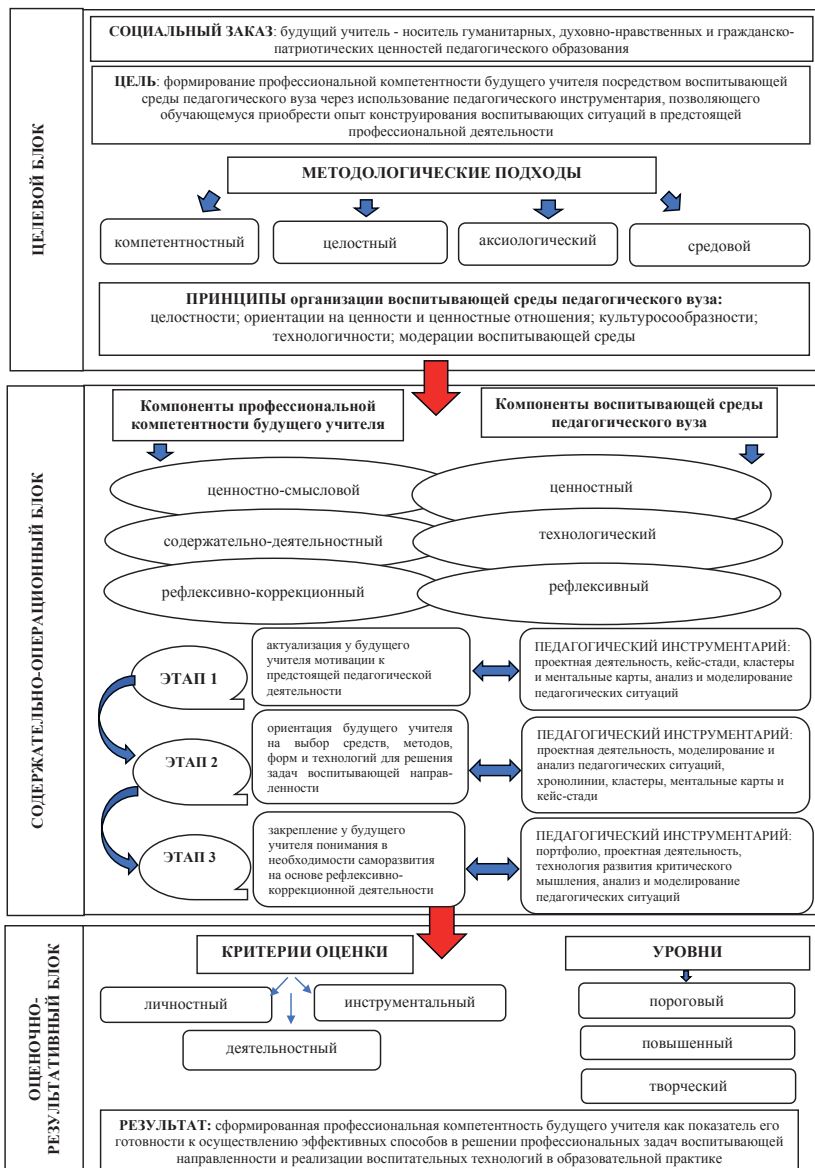 ЦЕЛЕВОЙ БЛОК
СОЦИАЛЬНЫЙ ЗАКАЗ: будущий учитель - носитель гуманитарных, духовно-нравственных и гражданско-
патриотических ценностей педагогического образования
ЦЕЛЬ: формирование профессиональной компетентности будущего учителя посредством воспитывающей
среды педагогического вуза через использование педагогического инструментария, позволяющего
обучающемуся приобрести опыт конструирования воспитывающих ситуаций в предстоящей
профессиональной деятельности
МЕТОДОЛОГИЧЕСКИЕ ПОДХОДЫ
компетентностный
целостный
аксиологический
средовой
ПРИНЦИПЫ организации воспитывающей среды педагогического вуза:
целостности; ориентации на ценности и ценностные отношения; культуросообразности;
технологичности; модерации воспитывающей среды
СОДЕРЖАТЕЛЬНО-ОПЕРАЦИОННЫЙ БЛОК
Компоненты профессиональной
компетентности будущего учителя
Компоненты воспитывающей среды
педагогического вуза
ценностно-смысловой
ценностный
содержательно-деятельностный
технологический
рефлексивно-коррекционный
рефлексивный
ЭТАП 1
актуализация у будущего
учителя мотивации к
предстоящей педагогической
деятельности
ПЕДАГОГИЧЕСКИЙ ИНСТРУМЕНТАРИЙ:
проектная деятельность, кейс-стади, кластеры
и ментальные карты, анализ и моделирование
педагогических ситуаций
ЭТАП 2
ориентация будущего учителя
на выбор средств, методов,
форм и технологий для решения
задач воспитывающей направ-
ленности
ПЕДАГОГИЧЕСКИЙ ИНСТРУМЕНТАРИЙ:
проектная деятельность, моделирование и
анализ педагогических ситуаций,
хронолинии, кластеры, ментальные карты и
кейс-стади
ЭТАП 3
закрепление у будущего
учителя понимания в
необходимости саморазвития
на основе рефлексивно-
коррекционной деятельности
ПЕДАГОГИЧЕСКИЙ ИНСТРУМЕНТАРИЙ:
портфолио, проектная деятельность,
технология развития критического
мышления, анализ и моделирование
педагогических ситуаций
ОЦЕНОЧНО-
РЕЗУЛЬТАТИВНЫЙ БЛОК
КРИТЕРИИ ОЦЕНКИ
УРОВНИ
личностный
инструментальный
деятельностный
пороговый
повышенный
творческий
РЕЗУЛЬТАТ: сформированная профессиональная компетентность будущего учителя как показатель его
готовности к осуществлению эффективных способов в решении профессиональных задач воспитывающей
направленности и реализации воспитательных технологий в образовательной практике